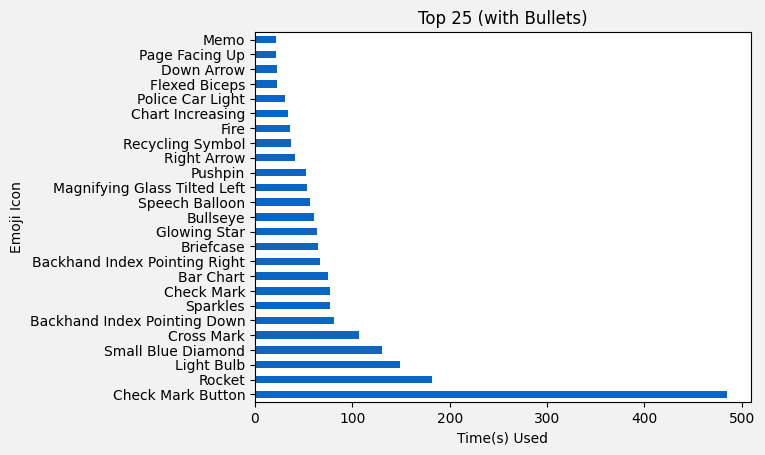 Top 25 (with Bullets)
Emoji Icon
Memo
Page Facing Up
Down Arrow
Flexed Biceps
Police Car Light
Chart Increasing
Fire
Recycling Symbol
Right Arrow
Pushpin
Magnifying Glass Tilted Left
Speech Balloon
Bullseye
Glowing Star
Briefcase
Backhand Index Pointing Right
Bar Chart
Check Mark
Sparkles
Backhand Index Pointing Down
Cross Mark
Small Blue Diamond
Light Bulb
Rocket
Check Mark Button
0 100 200 300 400 500
Time(s) Used